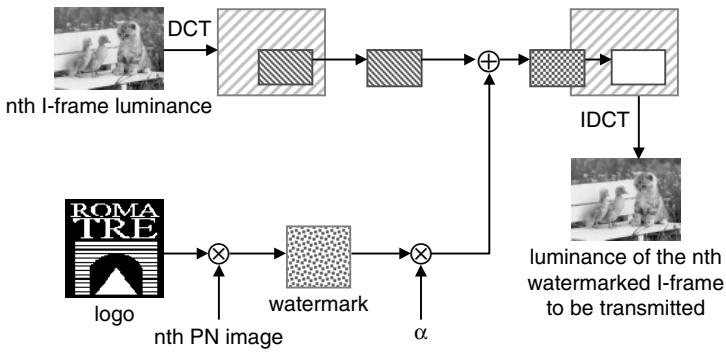 DCT
nth I-frame luminance
IDCT
ROMA
TRE
logo
nth PN image
watermark
α
luminance of the nth
watermarked I-frame
to be transmitted